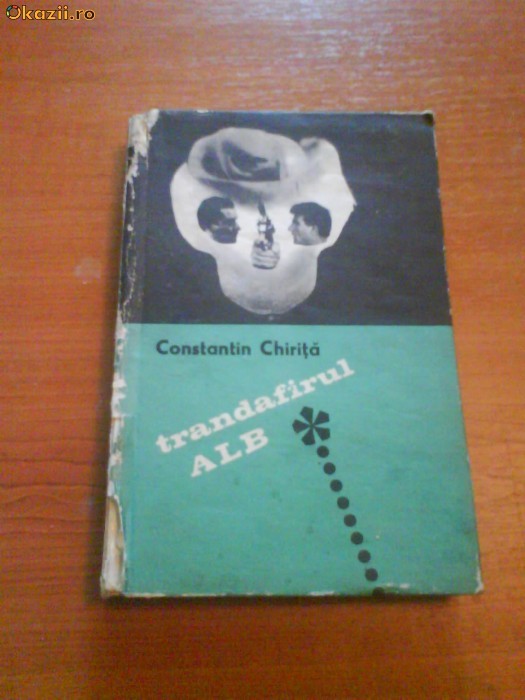 Okazii.ro
Constantin Chiriță
trandafirul
ALB